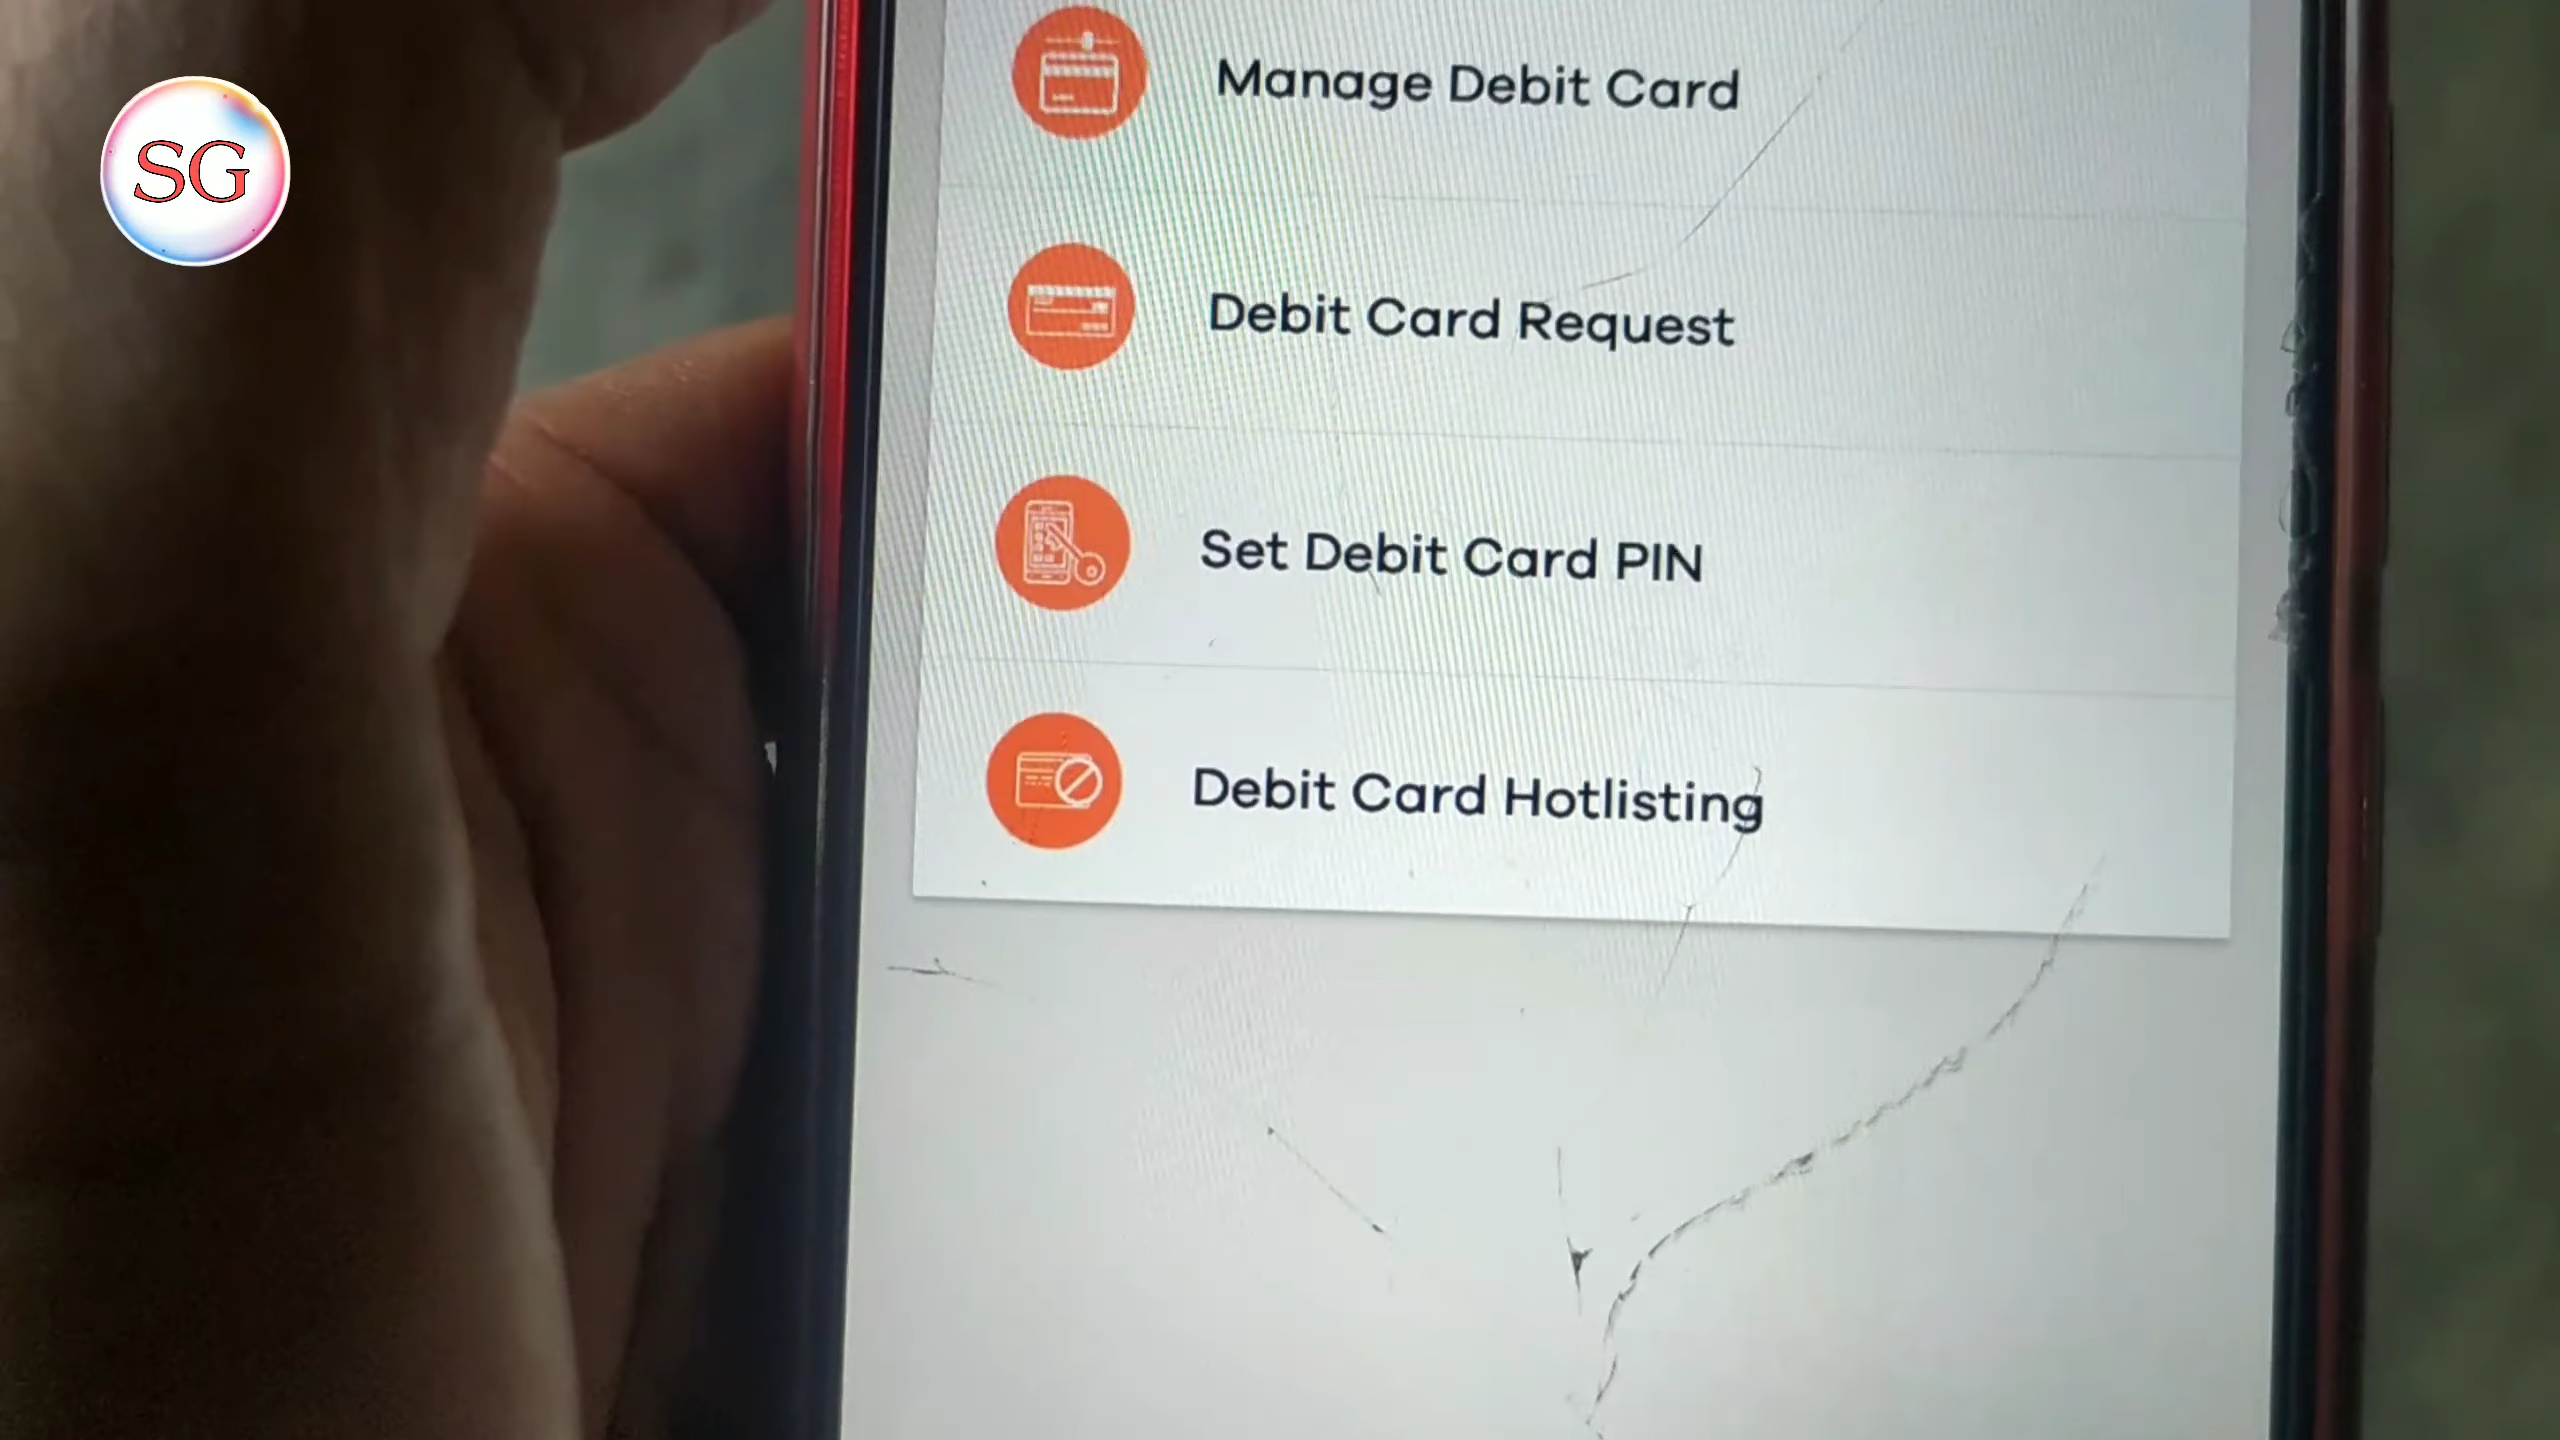 SG
Manage Debit Card
Debit Card Request
Set Debit Card PIN
Debit Card Hotlisting